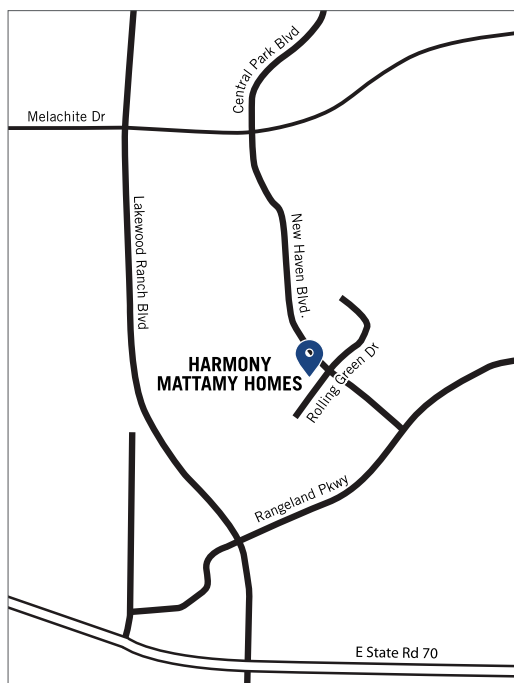 Central Park Blvd
Melachite Dr
Lakewood Ranch Blvd
New Haven Blvd.
HARMONY
MATTAMY HOMES
Rolling Green Dr
Rangeland Pkwy
E State Rd 70